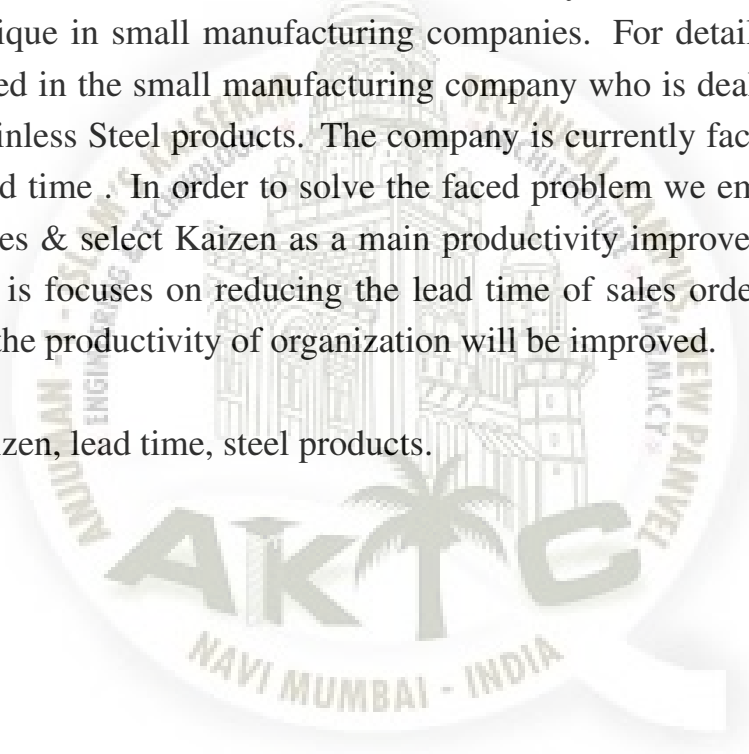 ique in small manufacturing companies. For detail
ed in the small manufacturing company who is deal
inless Steel products. The company is currently fac
d time . In order to solve the faced problem we em
es & select Kaizen as a main productivity improve
is focuses on reducing the lead time of sales orde
the productivity of organization will be improved.
izen, lead time, steel products.
AKTC
NAVI MUMBAI - INDIA